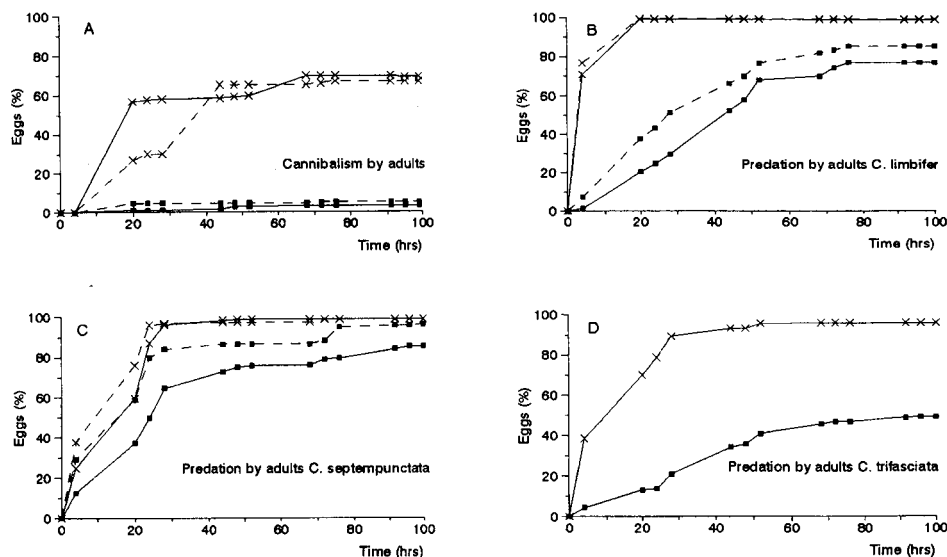 A
100
80
60
40
20
0
Eggs (%)
Cannibalism by adults
0 20 40 60 80 100
Time (hrs)
B
100
80
60
40
20
0
Eggs (%)
Predation by adults C. limbifer
0 20 40 60 80 100
Time (hrs)
C
100
80
60
40
20
0
Eggs (%)
Predation by adults C. septempunctata
0 20 40 60 80 100
Time (hrs)
D
100
80
60
40
20
0
Eggs (%)
Predation by adults C. trifasciata
0 20 40 60 80 100
Time (hrs)